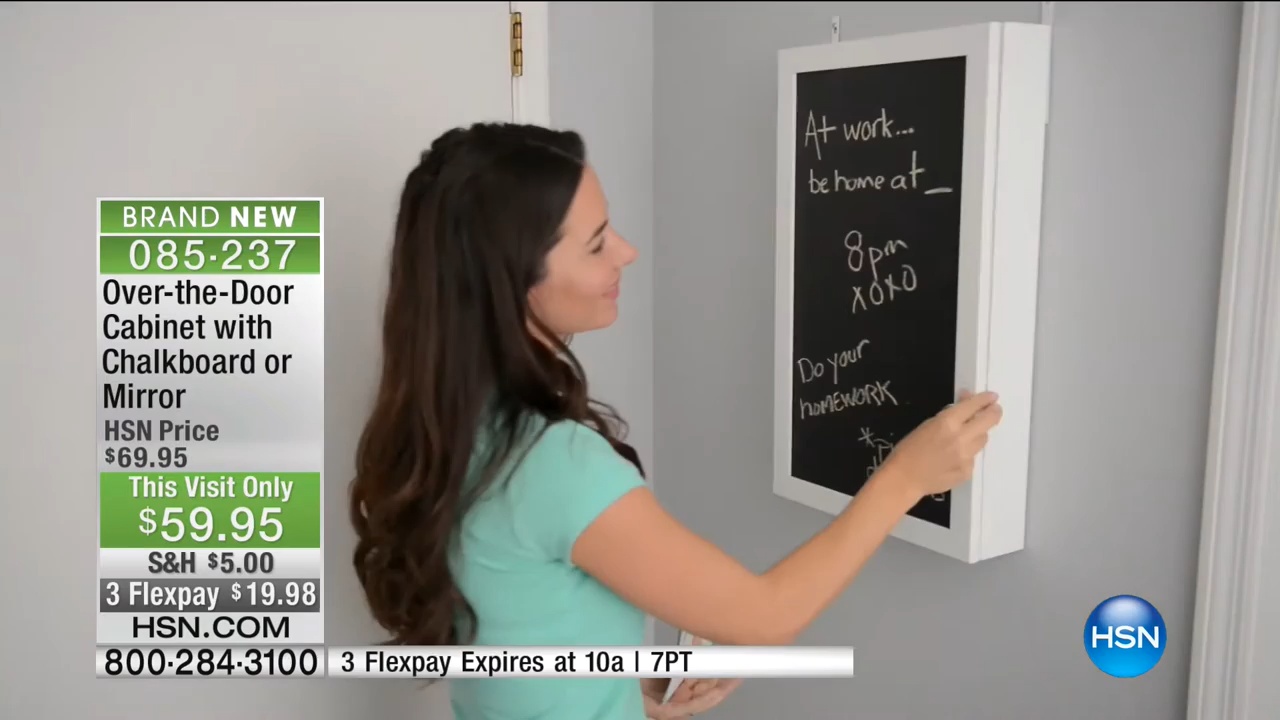 BRAND NEW
085·237
Over-the-Door
Cabinet with
Chalkboard or
Mirror
HSN Price
$69.95
This Visit Only
$59.95
S&H $5.00
3 Flexpay $19.98
HSN.COM
800·284·3100
3 Flexpay Expires at 10a | 7PT
At work...
be home at_
8pm
xoxo
Do your
homEWORK
HSN